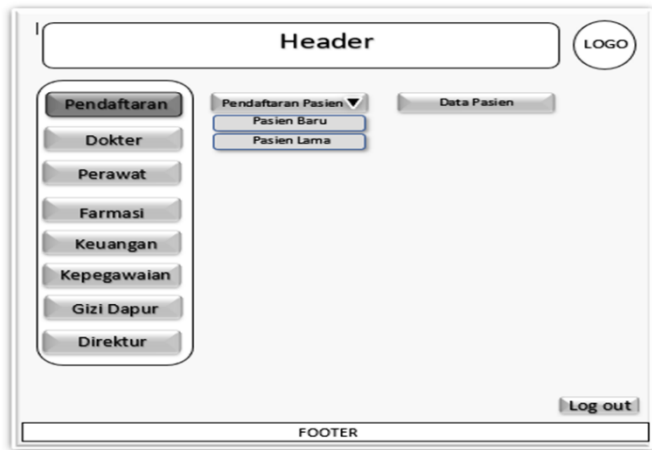 Header
LOGO
Pendaftaran
Dokter
Perawat
Farmasi
Keuangan
Kepegawaian
Gizi Dapur
Direktur
Pendaftaran Pasien
Pasien Baru
Pasien Lama
Data Pasien
Log out
FOOTER